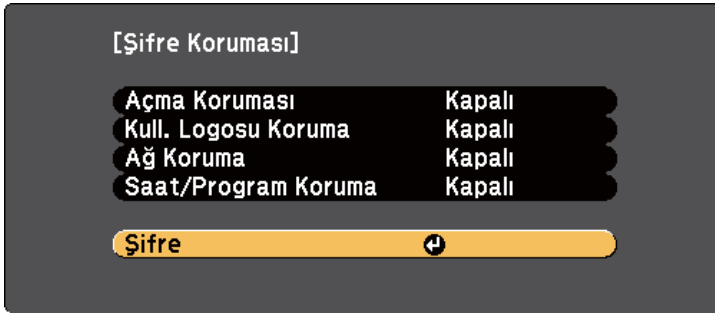 [Şifre Koruması]
Açma Koruması Kapalı
Kull. Logosu Koruma Kapalı
Ağ Koruma Kapalı
Saat/Program Koruma Kapalı
Şifre